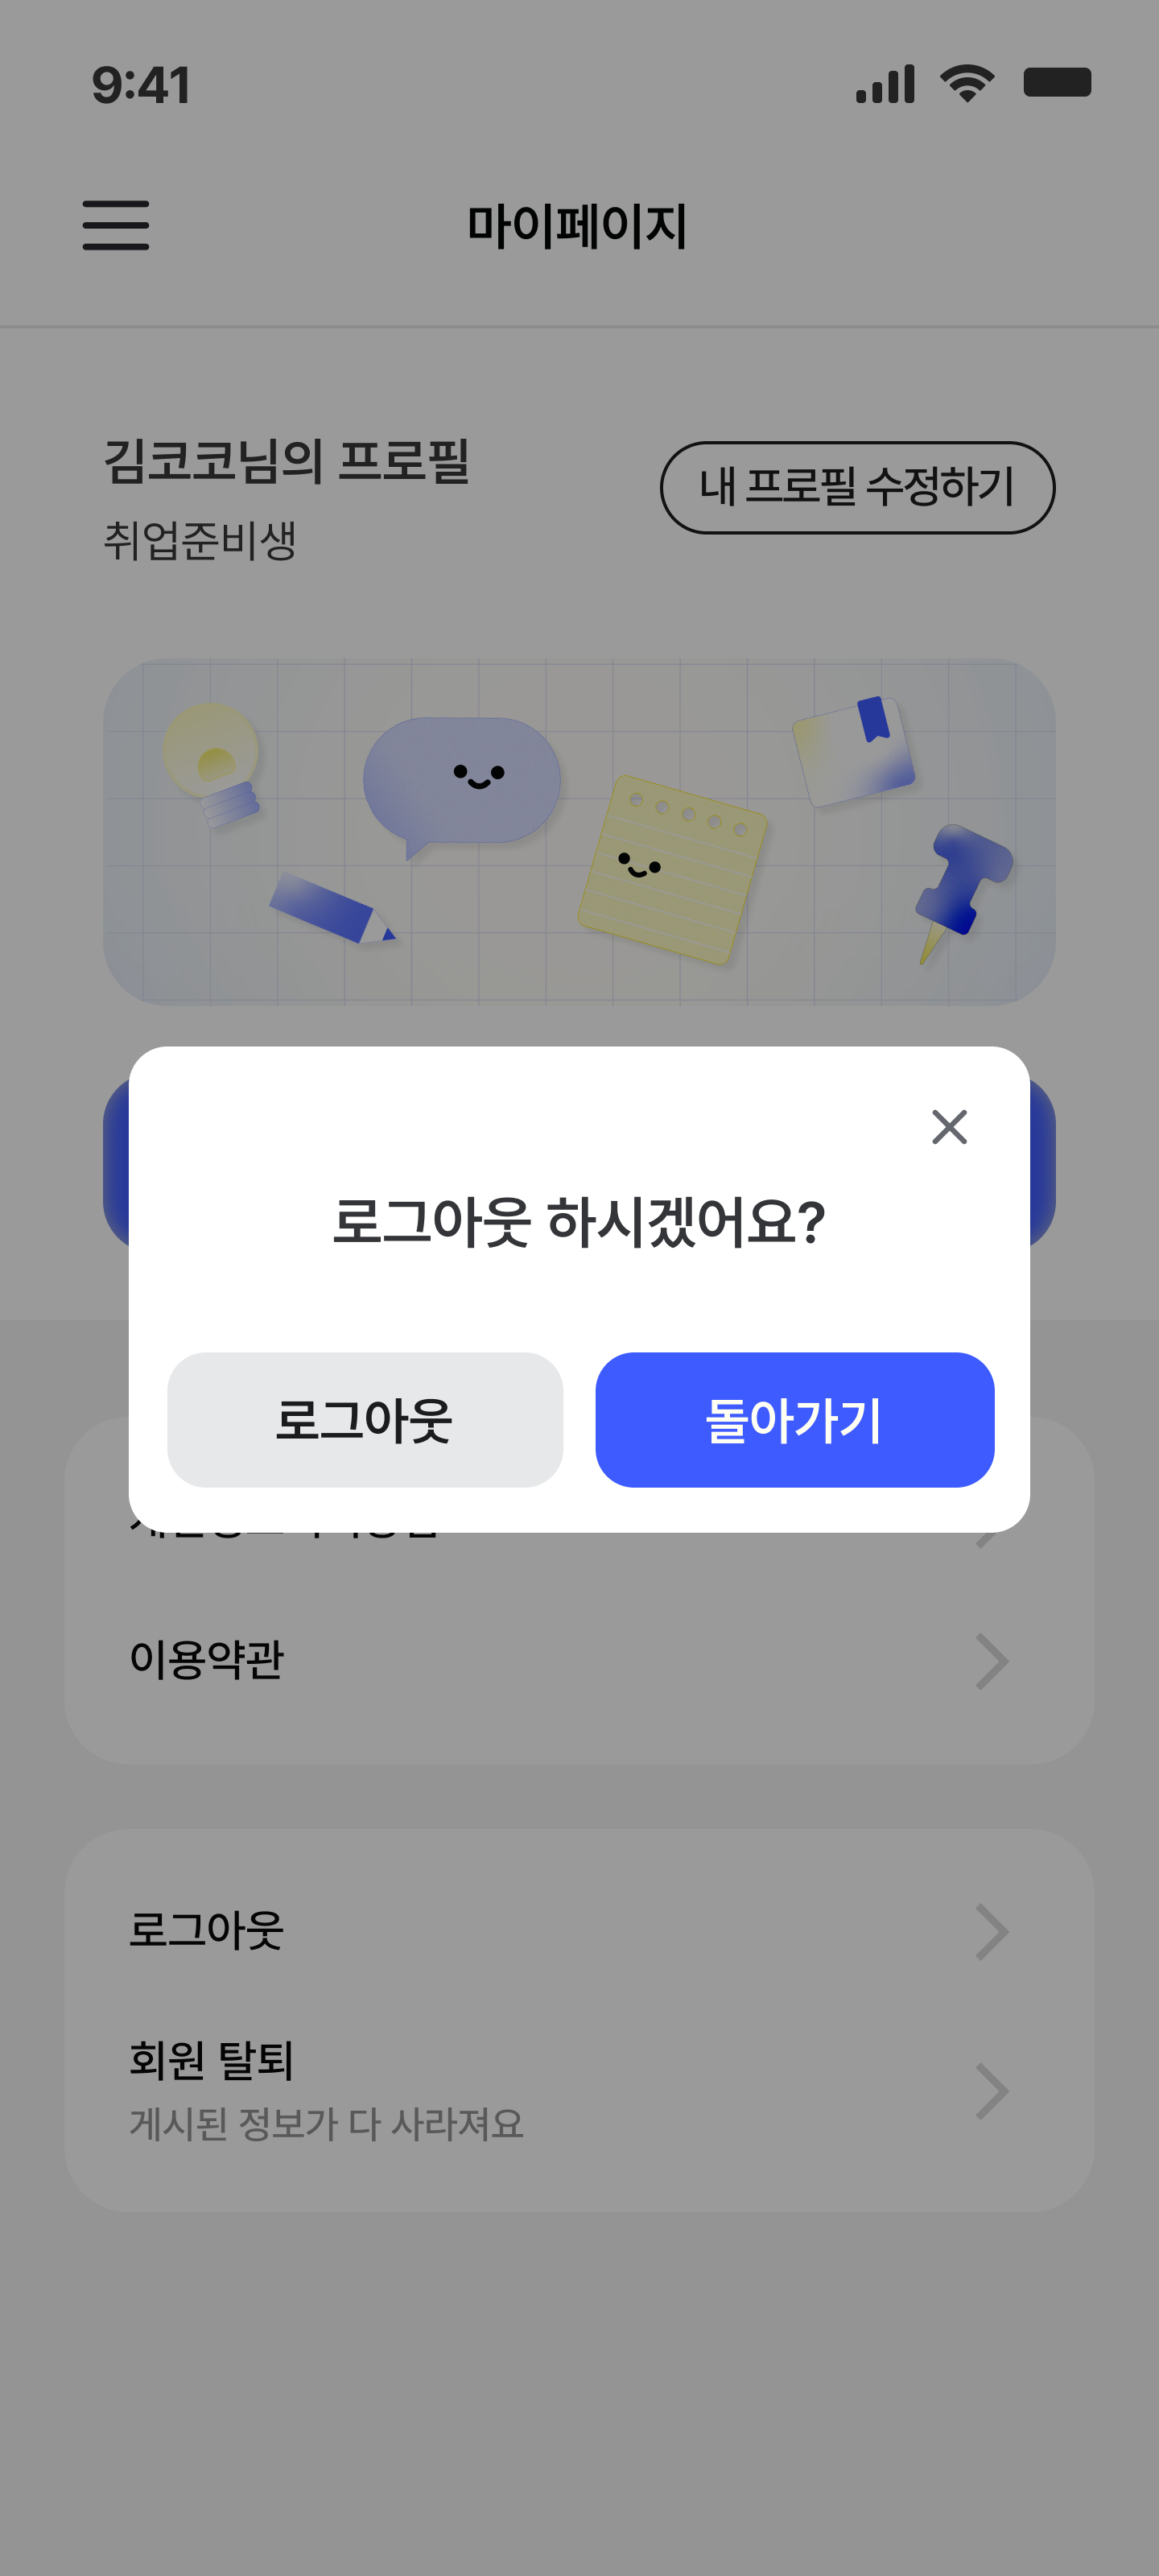 9:41
마이페이지
김코코님의 프로필
내 프로필 수정하기
취업준비생
로그아웃 하시겠어요?
로그아웃
돌아가기
이용약관
로그아웃
회원 탈퇴
게시된 정보가 다 사라져요